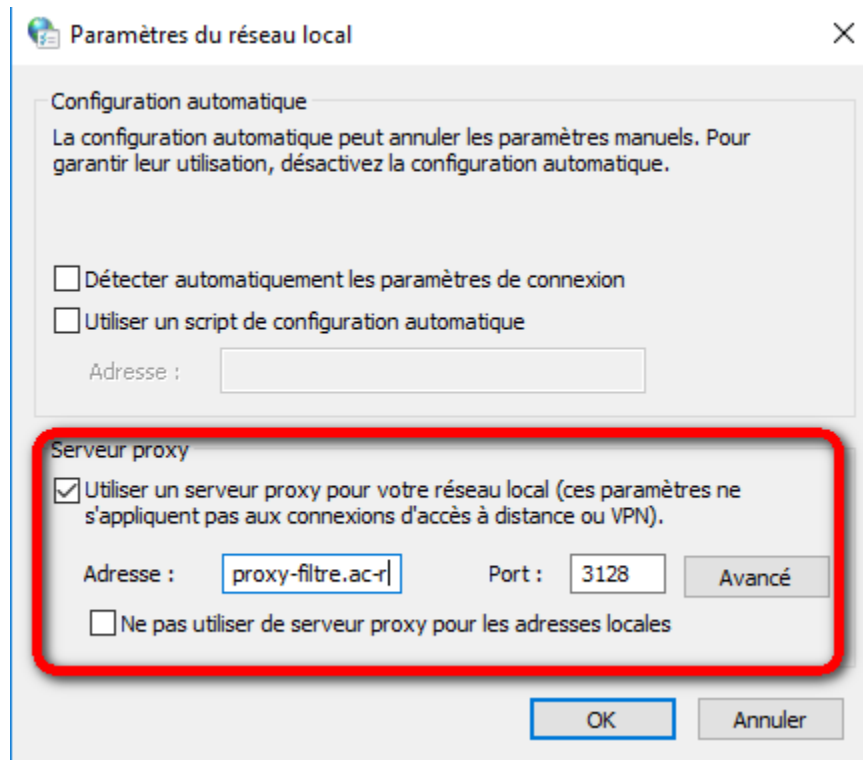 Paramètres du réseau local
Configuration automatique
La configuration automatique peut annuler les paramètres manuels. Pour
garantir leur utilisation, désactivez la configuration automatique.
Détecter automatiquement les paramètres de connexion
Utiliser un script de configuration automatique
Adresse :
Serveur proxy
Utiliser un serveur proxy pour votre réseau local (ces paramètres ne
s'appliquent pas aux connexions d'accès à distance ou VPN).
Adresse : proxy-filtre.ac-r Port : 3128 Avancé
Ne pas utiliser de serveur proxy pour les adresses locales
OK Annuler